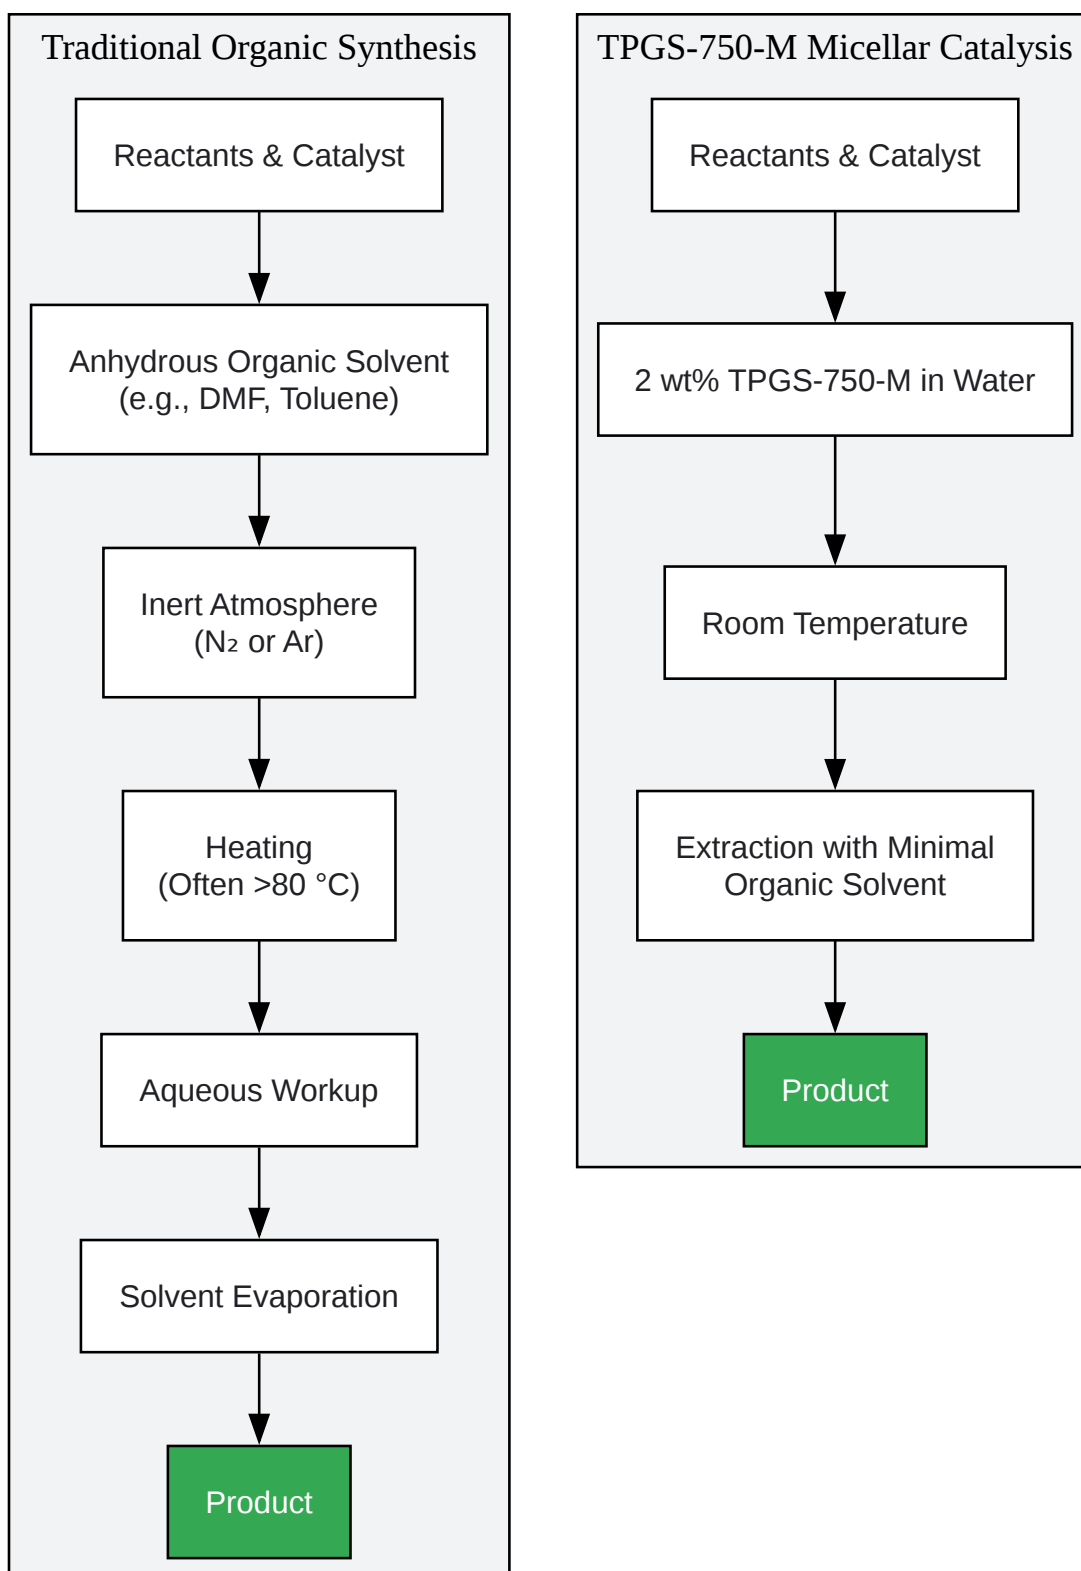 Traditional Organic Synthesis
Reactants & Catalyst
Anhydrous Organic Solvent
(e.g., DMF, Toluene)
Inert Atmosphere
(N₂ or Ar)
Heating
(Often >80 °C)
Aqueous Workup
Solvent Evaporation
Product
TPGS-750-M Micellar Catalysis
Reactants & Catalyst
2 wt% TPGS-750-M in Water
Room Temperature
Extraction with Minimal
Organic Solvent
Product